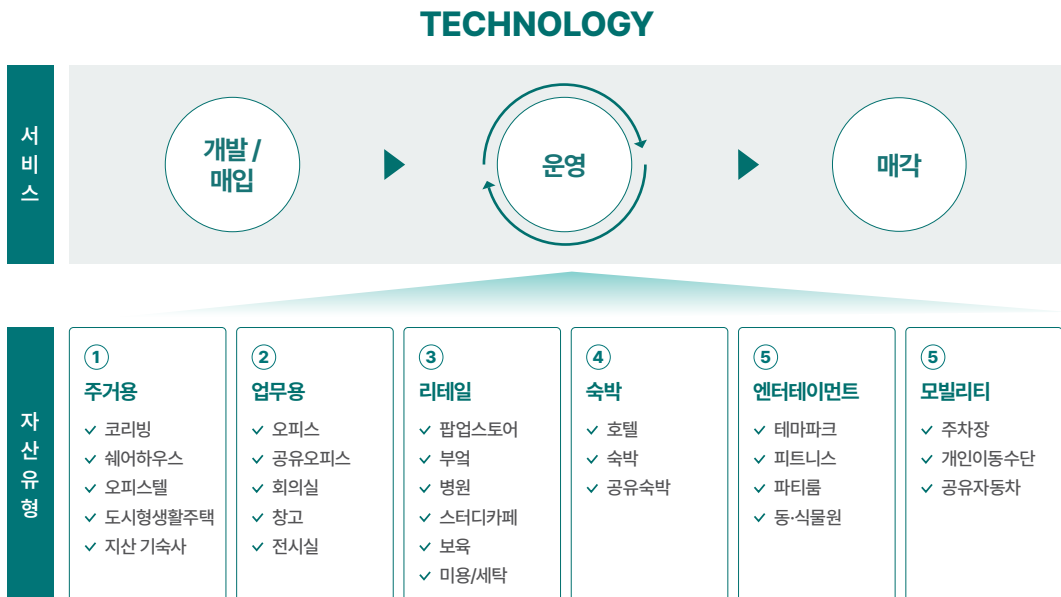 TECHNOLOGY
서비스
개발 /
매입
운영
매각
자산유형
①
주거용
코리빙
쉐어하우스
오피스텔
도시형생활주택
지산 기숙사
②
업무용
오피스
공유오피스
회의실
창고
전시실
③
리테일
팝업스토어
부엌
병원
스터디카페
보육
미용/세탁
④
숙박
호텔
숙박
공유숙박
⑤
엔터테이먼트
테마파크
피트니스
파티룸
동·식물원
⑤
모빌리티
주차장
개인이동수단
공유자동차